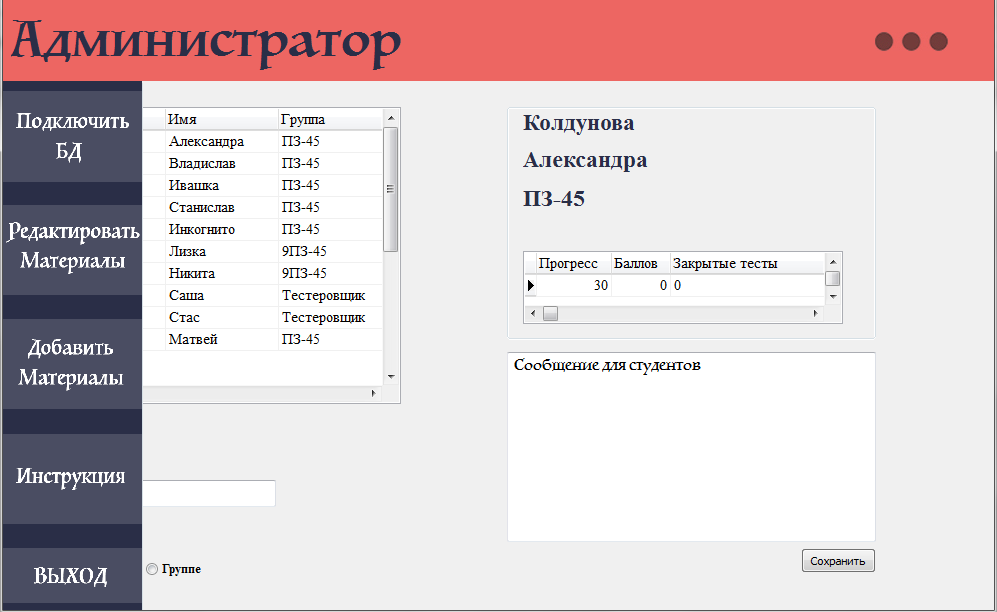 Администратор
Подключить
БД
Редактировать
Материалы
Добавить
Материалы
Инструкция
ВЫХОД
Имя Группа
Александра ПЗ-45
Владислав ПЗ-45
Ивашка ПЗ-45
Станислав ПЗ-45
Инкогнито ПЗ-45
Лизка 9ПЗ-45
Никита 9ПЗ-45
Саша Тестеровщик
Стас Тестеровщик
Матвей ПЗ-45
Группе
Колдунова
Александра
ПЗ-45
Прогресс Баллов Закрытые тесты
30 0 0
Сообщение для студентов
Сохранить